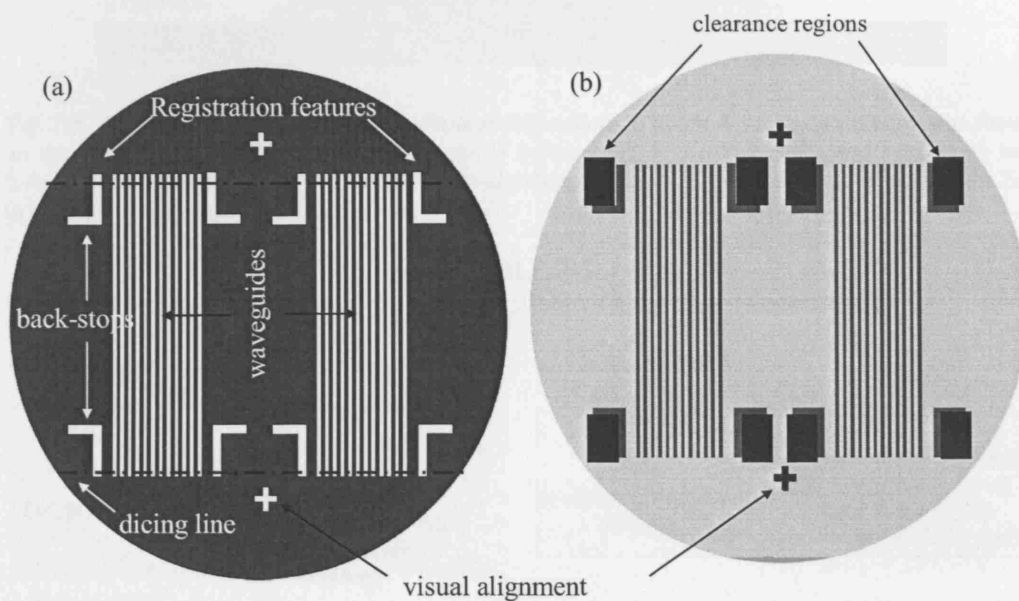 clearance regions
(a)
(b)
Registration features
waveguides
back-stops
dicing line
visual alignment